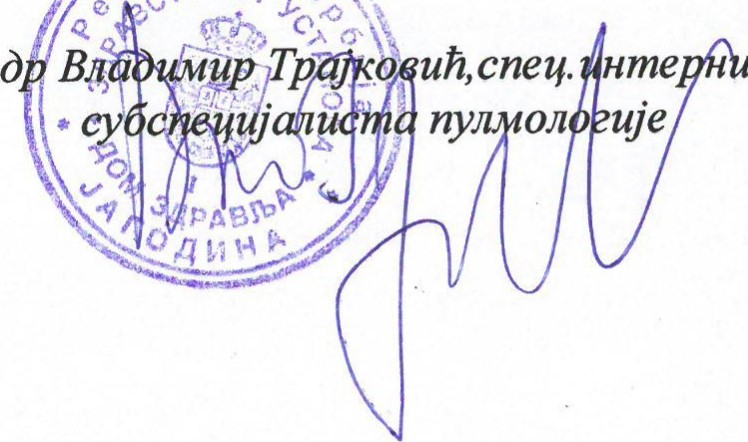 др Владимир Трајковић,спец.интерни
субспецијалиста пулмологије
ДОМ ЗДРАВЉА
ЈАГОДИНА